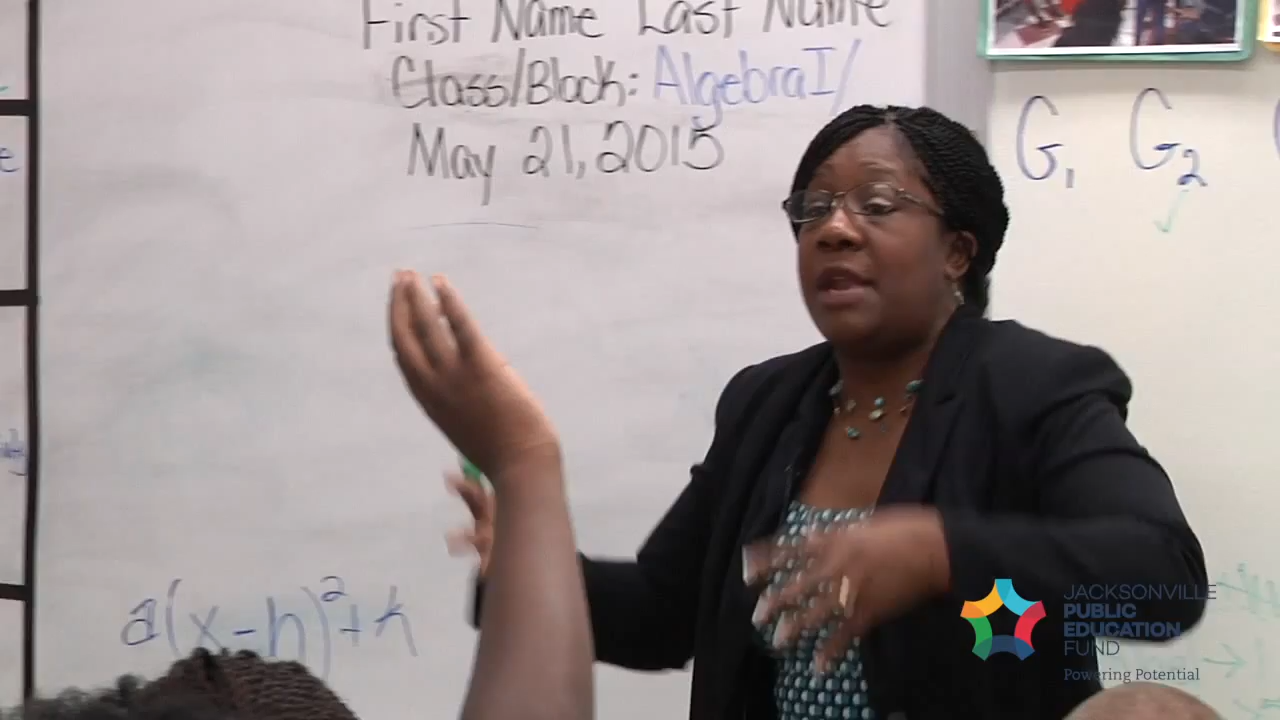 First Name Last Name
Class/Block: Algebra I/
May 21, 2015
G₁ G₂
a(x-h)²+k
JACKSONVILLE
PUBLIC
EDUCATION
FUND
Powering Potential